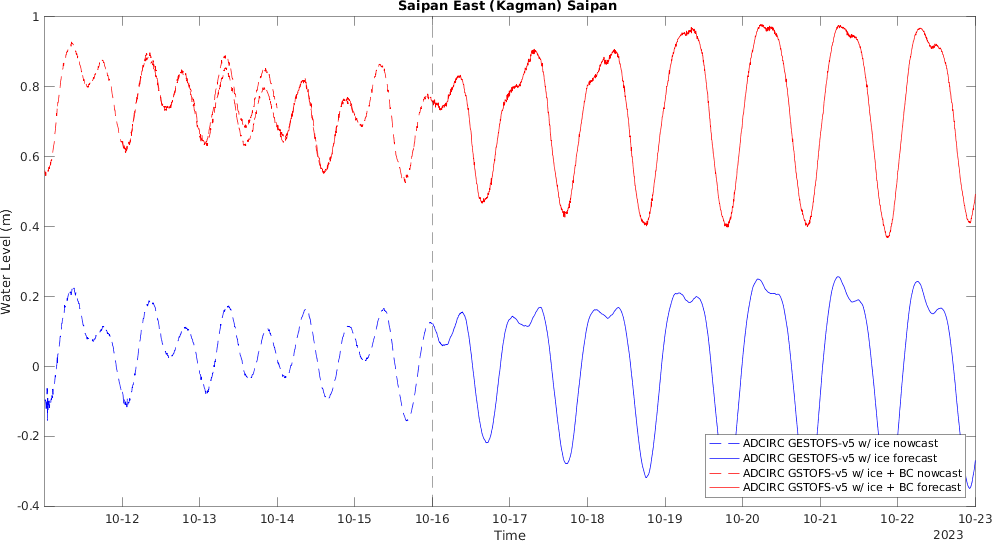 Saipan East (Kagman) Saipan
1
0.8
0.6
0.4
0.2
0
-0.2
-0.4
Water Level (m)
ADCIRC GESTOFS-v5 w/ ice nowcast
ADCIRC GESTOFS-v5 w/ ice forecast
ADCIRC GSTOFS-v5 w/ ice + BC nowcast
ADCIRC GSTOFS-v5 w/ ice + BC forecast
10-12 10-13 10-14 10-15 10-16 10-17 10-18 10-19 10-20 10-21 10-22 10-23
Time
2023